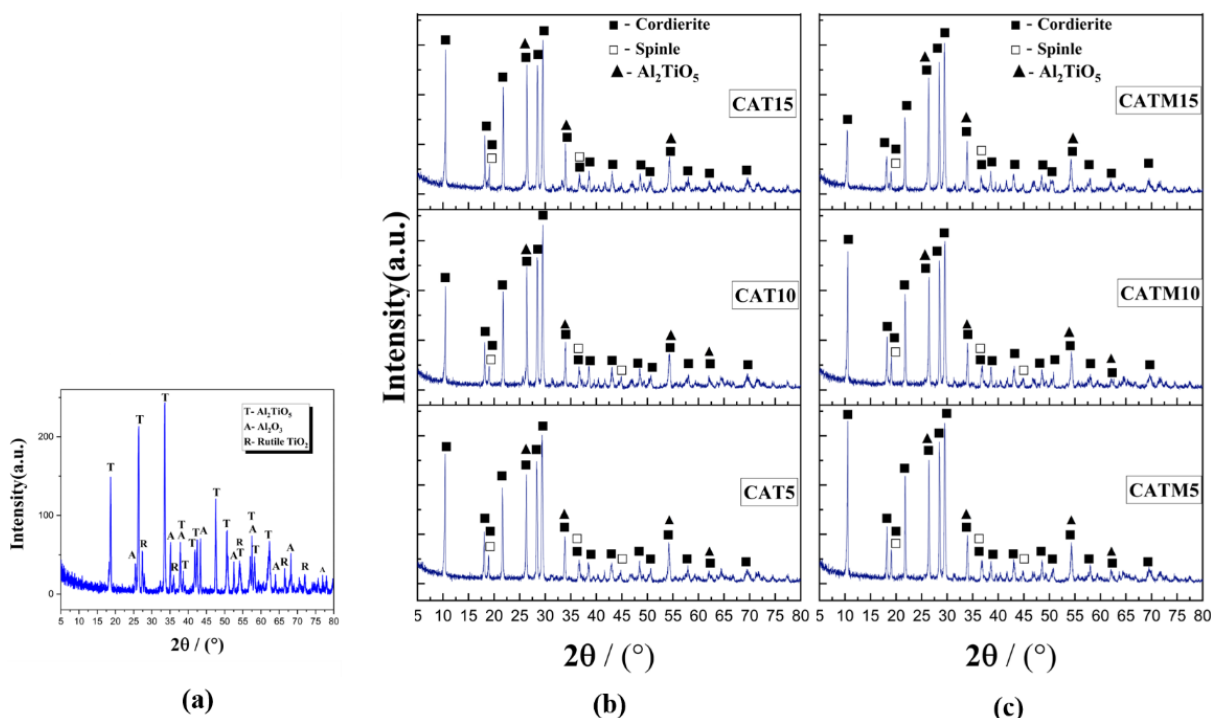 T- Al₂TiO₅
A- Al₂O₃
R- Rutile TiO₂
T
T
T
A
R
A
T
A
R
T
T
T
A
T
T
A
R
T
T
A
T
T
A
R
A
R
A
Intensity(a.u.)
200
100
0
5 10 15 20 25 30 35 40 45 50 55 60 65 70 75 80
2θ / (°)
(a)
■ - Cordierite
□ - Spinle
▲ - Al₂TiO₅
CAT15
CAT10
CAT5
Intensity(a.u.)
5 10 15 20 25 30 35 40 45 50 55 60 65 70 75 80
2θ / (°)
(b)
■ - Cordierite
□ - Spinle
▲ - Al₂TiO₅
CATM15
CATM10
CATM5
5 10 15 20 25 30 35 40 45 50 55 60 65 70 75 80
2θ / (°)
(c)